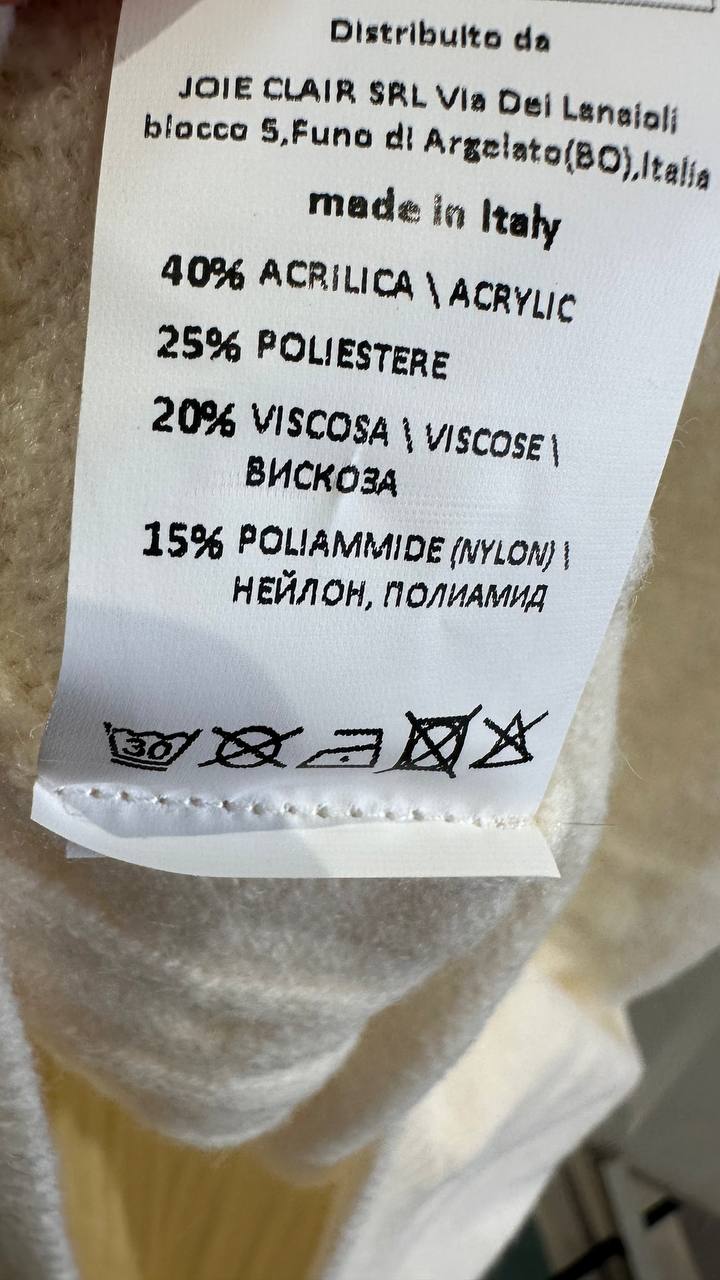 Distribuito da
JOIE CLAIR SRL Via Dei Lanaioli
blocco 5,Funo di Argelato(BO),Italia
made in Italy
40% ACRILICA \ ACRYLIC
25% POLIESTERE
20% VISCOSA \ VISCOSE \
ВИСКОЗА
15% POLIAMMIDE (NYLON) \
НЕЙЛОН, ПОЛИАМИД
30